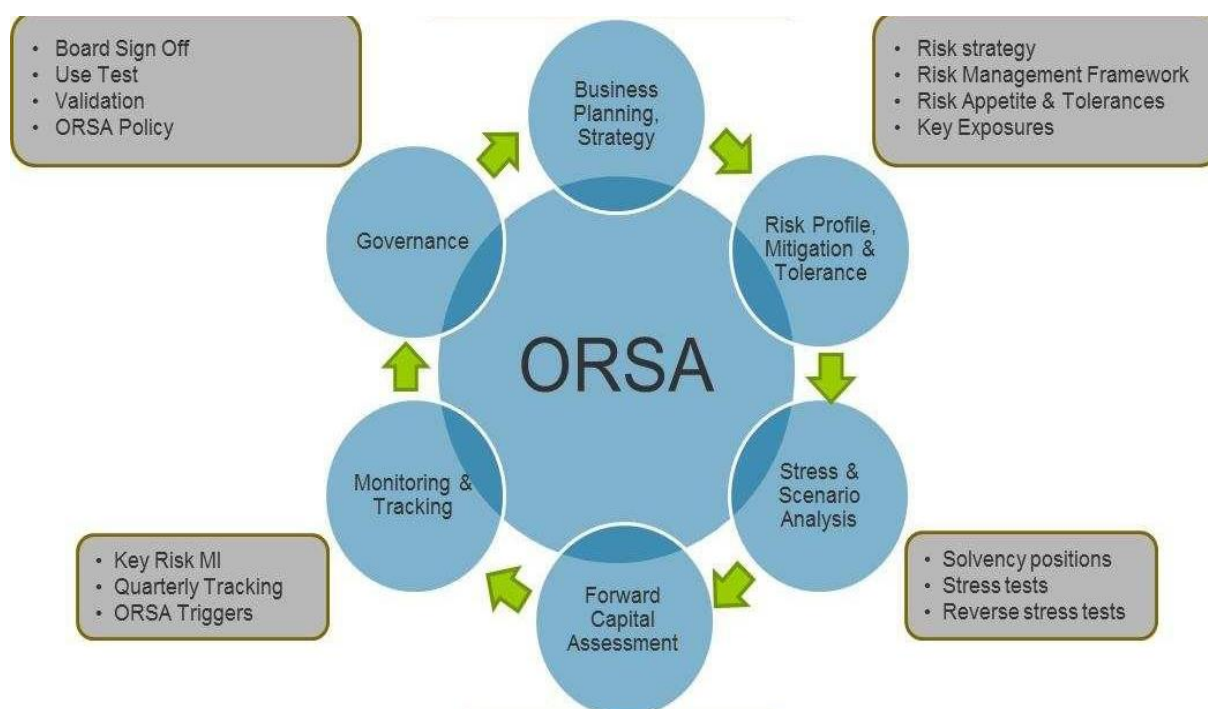 • Board Sign Off
• Use Test
• Validation
• ORSA Policy
Business
Planning,
Strategy
• Risk strategy
• Risk Management Framework
• Risk Appetite & Tolerances
• Key Exposures
Governance
Risk Profile,
Mitigation &
Tolerance
ORSA
Monitoring &
Tracking
Stress &
Scenario
Analysis
• Key Risk MI
• Quarterly Tracking
• ORSA Triggers
Forward
Capital
Assessment
• Solvency positions
• Stress tests
• Reverse stress tests